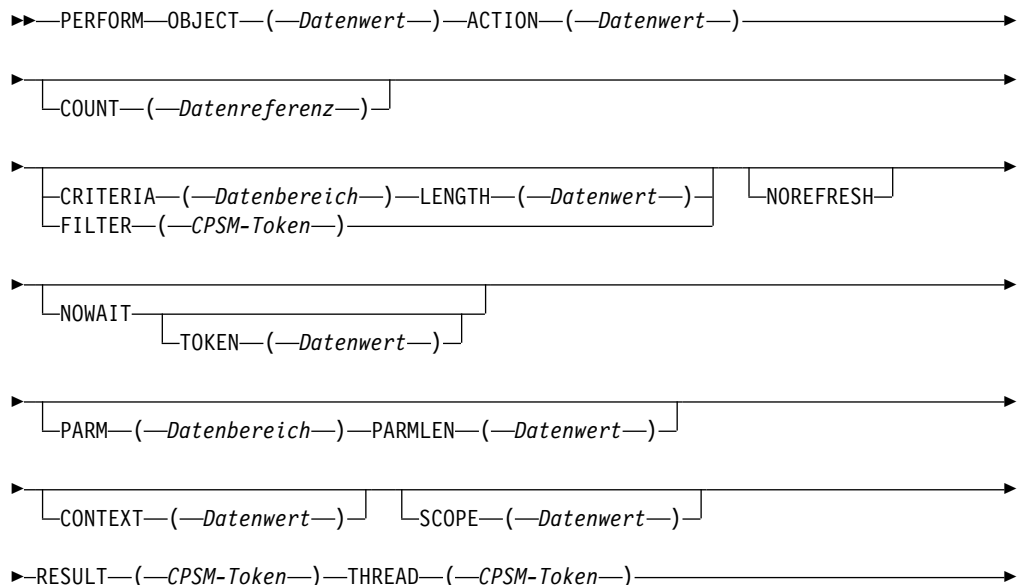 PERFORM OBJECT ( Datenwert ) ACTION ( Datenwert )
COUNT ( Datenreferenz )
CRITERIA ( Datenbereich ) LENGTH ( Datenwert ) NOREFRESH
FILTER ( CPSM-Token )
NOWAIT
TOKEN ( Datenwert )
PARM ( Datenbereich ) PARMLEN ( Datenwert )
CONTEXT ( Datenwert ) SCOPE ( Datenwert )
RESULT ( CPSM-Token ) THREAD ( CPSM-Token )